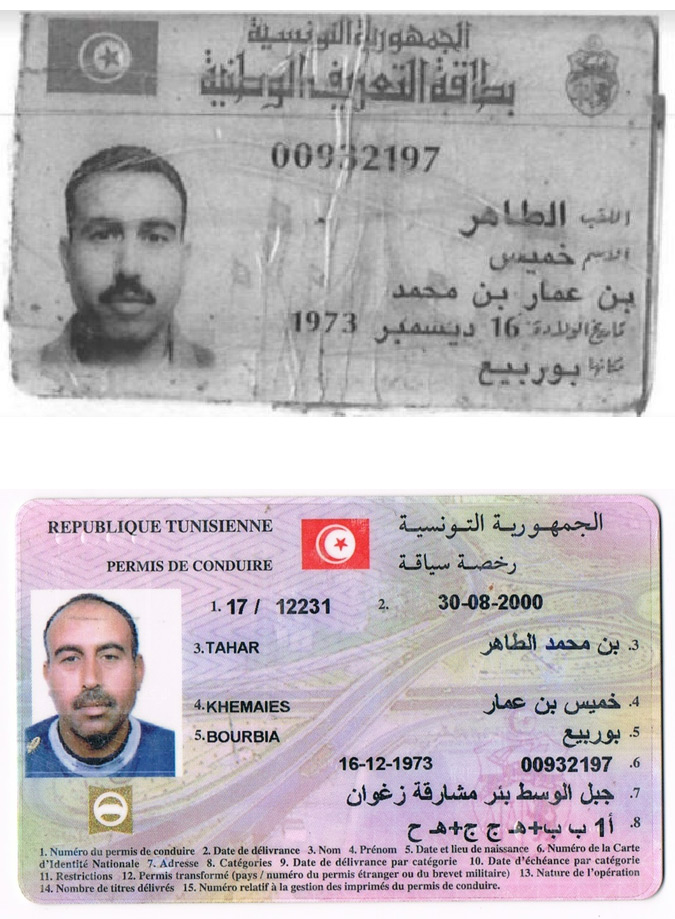 الجمهورية التونسية
بطاقة التعريف الوطنية
00932197
اللقب الطاهر
الاسم خميس
بن عمار بن محمد
تاريخ الولادة 16 ديسمبر 1973
مكانها بوربيع
REPUBLIQUE TUNISIENNE الجمهورية التونسية
PERMIS DE CONDUIRE رخصة سياقة
1. 17 / 12231 2. 30-08-2000
3. TAHAR 3. بن محمد الطاهر
4. KHEMAIES 4. خميس بن عمار
5. BOURBIA 5. بوربيع
16-12-1973 00932197 6.
7. جبل الوسط بئر مشارقة زغوان
8. أ1 ب ب+هـ ج ج+هـ ح
1. Numéro du permis de conduire 2. Date de délivrance 3. Nom 4. Prénom 5. Date et lieu de naissance 6. Numéro de la Carte
d'Identité Nationale 7. Adresse 8. Catégories 9. Date de délivrance par catégorie 10. Date d'échéance par catégorie
11. Restrictions 12. Permis transformé (pays / numéro du permis étranger ou du brevet militaire) 13. Nature de l'opération
14. Nombre de titres délivrés 15. Numéro relatif à la gestion des imprimés du permis de conduire.